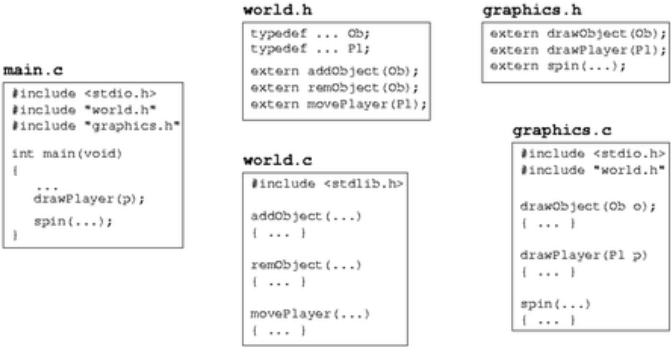 main.c
#include <stdio.h>
#include "world.h"
#include "graphics.h"
int main(void)
{
...
drawPlayer(p);
spin(...);
}
world.h
typedef ... Ob;
typedef ... Pl;
extern addObject(Ob);
extern remObject(Ob);
extern movePlayer(Pl);
world.c
#include <stdlib.h>
addObject(...)
{ ... }
remObject(...)
{ ... }
movePlayer(...)
{ ... }
graphics.h
extern drawObject(Ob);
extern drawPlayer(Pl);
extern spin(...);
graphics.c
#include <stdio.h>
#include "world.h"
drawObject(Ob o);
{ ... }
drawPlayer(Pl p)
{ ... }
spin(...)
{ ... }